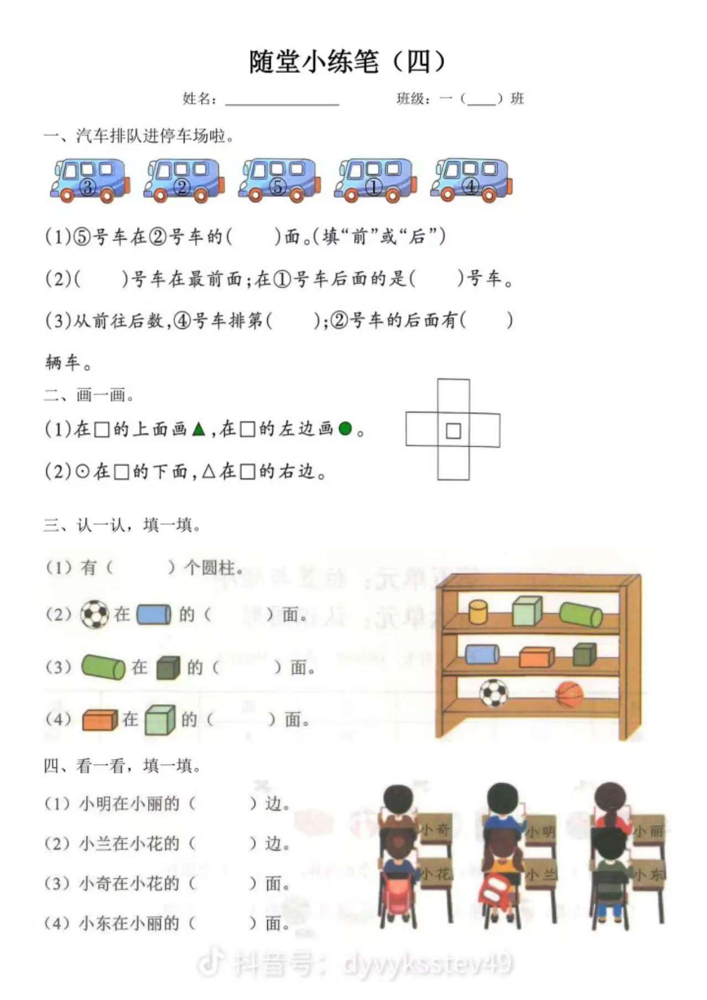 随堂小练笔（四）
姓名：____________ 班级：一（___）班
一、汽车排队进停车场啦。
③ ② ⑤ ① ④
(1)⑤号车在②号车的(  )面。(填“前”或“后”)
(2)(  )号车在最前面;在①号车后面的是(  )号车。
(3)从前往后数,④号车排第(  );②号车的后面有(  )
辆车。
二、画一画。
(1)在□的上面画▲,在□的左边画●。
(2)⊙在□的下面,△在□的右边。
三、认一认，填一填。
（1）有（  ）个圆柱。
（2）在 的（  ）面。
（3）在 的（  ）面。
（4）在 的（  ）面。
四、看一看，填一填。
（1）小明在小丽的（  ）边。
（2）小兰在小花的（  ）边。
（3）小奇在小花的（  ）面。
（4）小东在小丽的（  ）面。
小奇 小明 小丽
小花 小兰 小东
抖音号：dyvyksstev49